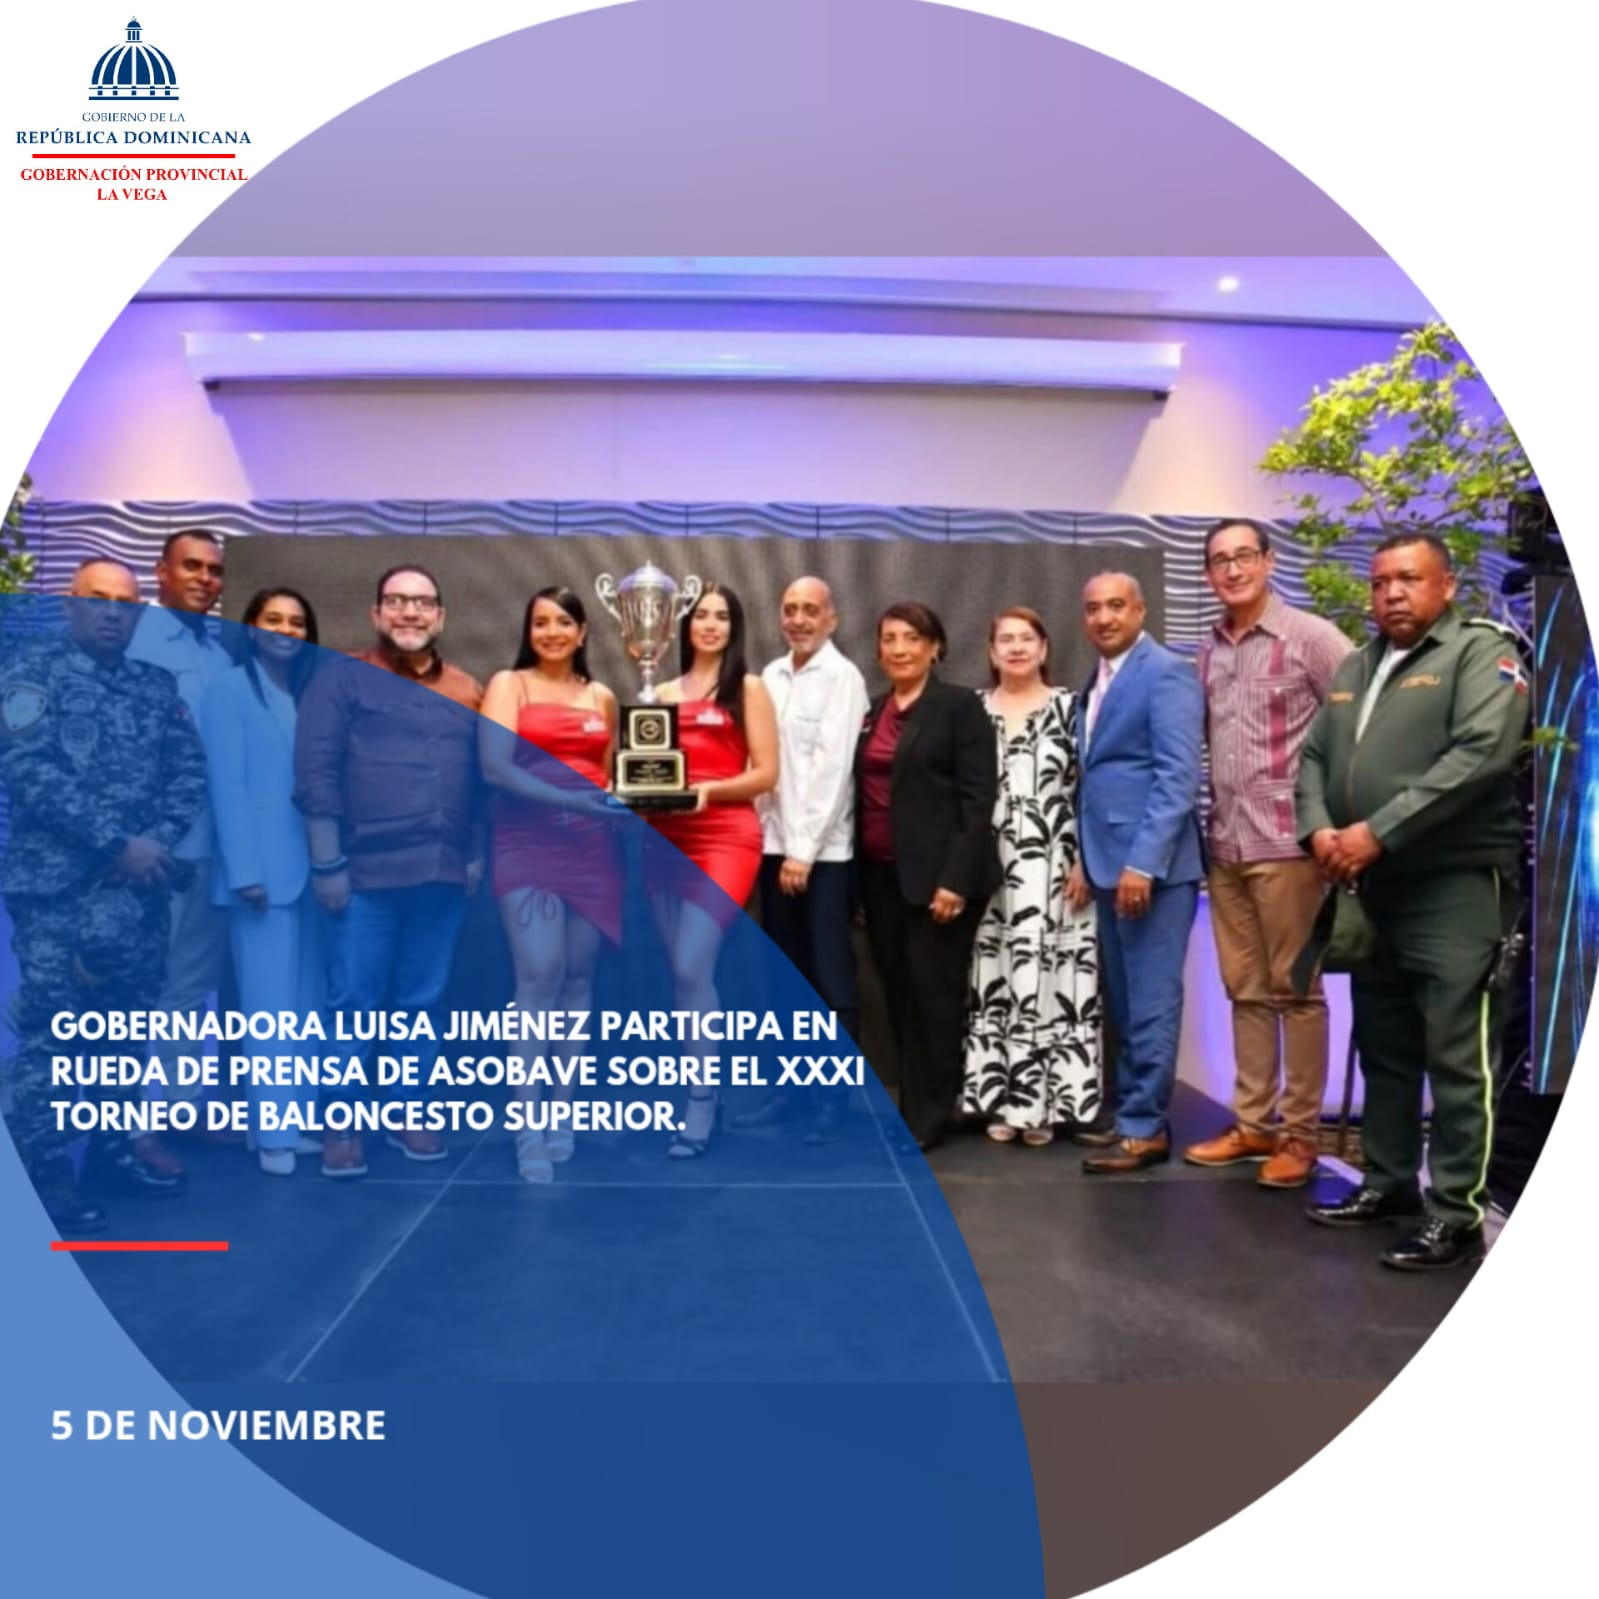 GOBIERNO DE LA
REPÚBLICA DOMINICANA
GOBERNACIÓN PROVINCIAL
LA VEGA
GOBERNADORA LUISA JIMÉNEZ PARTICIPA EN
RUEDA DE PRENSA DE ASOBAVE SOBRE EL XXXI
TORNEO DE BALONCESTO SUPERIOR.
5 DE NOVIEMBRE